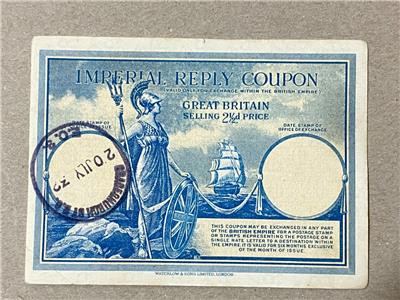 IMPERIAL REPLY COUPON
(VALID ONLY FOR EXCHANGE WITHIN THE BRITISH EMPIRE)
GREAT BRITAIN
SELLING 2½d PRICE
DATE STAMP OF
OFFICE OF ISSUE.
DATE STAMP OF
OFFICE OF EXCHANGE
20 JLY 32
THIS COUPON MAY BE EXCHANGED IN ANY PART
OF THE BRITISH EMPIRE FOR A POSTAGE STAMP
OR STAMPS REPRESENTING THE POSTAGE ON A
SINGLE RATE LETTER TO A DESTINATION WITHIN
THE EMPIRE. IT IS VALID FOR SIX MONTHS EXCLUSIVE
OF THE MONTH OF ISSUE.
WATERLOW & SONS LIMITED, LONDON